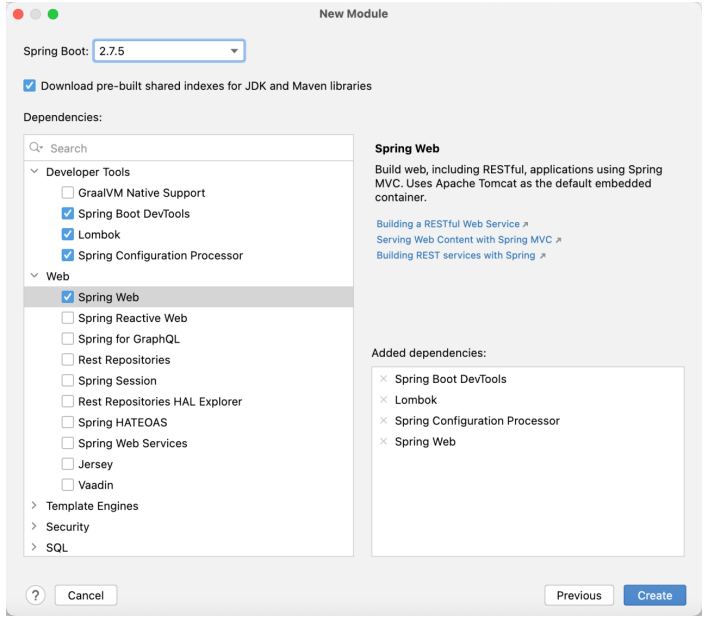 New Module
Spring Boot: 2.7.5
Download pre-built shared indexes for JDK and Maven libraries
Dependencies:
Search
Developer Tools
GraalVM Native Support
Spring Boot DevTools
Lombok
Spring Configuration Processor
Web
Spring Web
Spring Reactive Web
Spring for GraphQL
Rest Repositories
Spring Session
Rest Repositories HAL Explorer
Spring HATEOAS
Spring Web Services
Jersey
Vaadin
Template Engines
Security
SQL
Spring Web
Build web, including RESTful, applications using Spring
MVC. Uses Apache Tomcat as the default embedded
container.
Building a RESTful Web Service ↗
Serving Web Content with Spring MVC ↗
Building REST services with Spring ↗
Added dependencies:
Spring Boot DevTools
Lombok
Spring Configuration Processor
Spring Web
? Cancel Previous Create